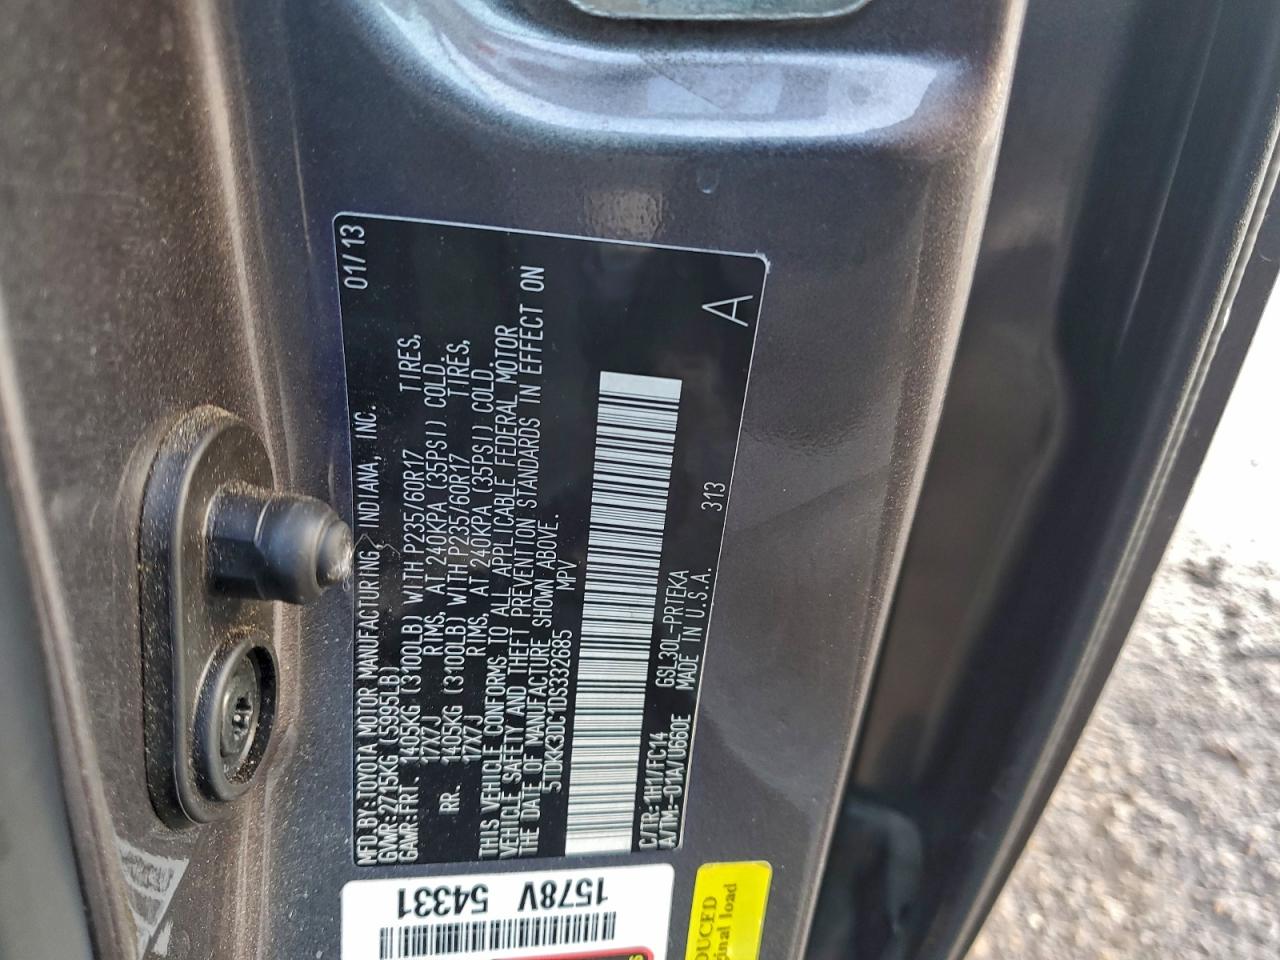 MFD.BY:TOYOTA MOTOR MANUFACTURING, INDIANA, INC. 01/13
GVWR:2715KG (5995LB)
GAWR:FRT. 1405KG (3100LB) WITH P235/60R17 TIRES,
17X7J RIMS, AT 240KPA (35PSI) COLD.
RR. 1405KG (3100LB) WITH P235/60R17 TIRES,
17X7J RIMS, AT 240KPA (35PSI) COLD.
THIS VEHICLE CONFORMS TO ALL APPLICABLE FEDERAL MOTOR
VEHICLE SAFETY AND THEFT PREVENTION STANDARDS IN EFFECT ON
THE DATE OF MANUFACTURE SHOWN ABOVE.
5TDKK3DC1DS332685 MPV
C/TR:1H1/FC14 GSL30L-PRTEKA
A/TM:-01A/U660E MADE IN U.S.A. 313 A
1578V
54331
DUCED
ginal load